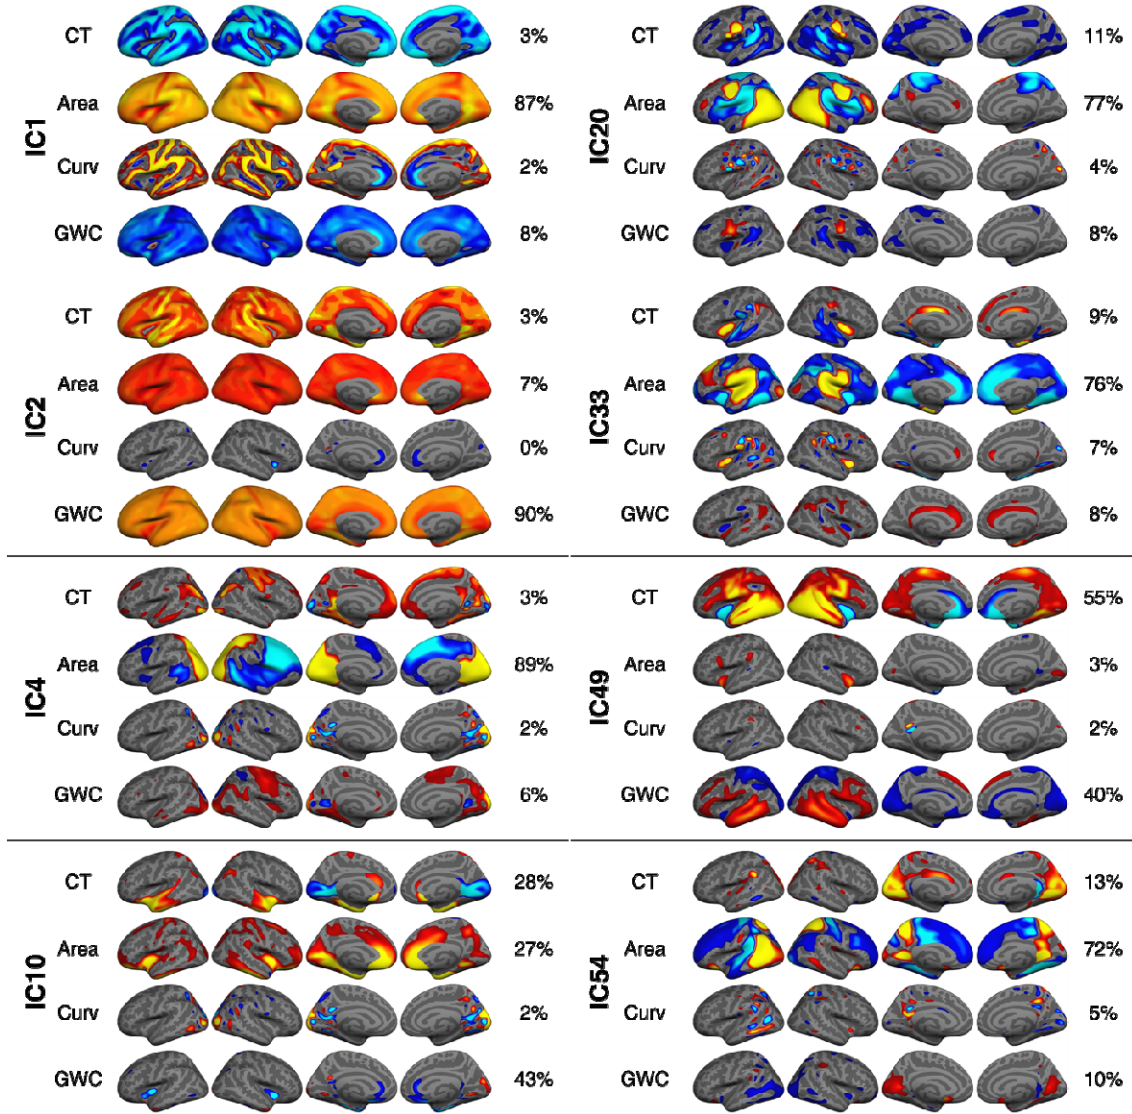 IC1
CT 3%
Area 87%
Curv 2%
GWC 8%
IC2
CT 3%
Area 7%
Curv 0%
GWC 90%
IC4
CT 3%
Area 89%
Curv 2%
GWC 6%
IC10
CT 28%
Area 27%
Curv 2%
GWC 43%
IC20
CT 11%
Area 77%
Curv 4%
GWC 8%
IC33
CT 9%
Area 76%
Curv 7%
GWC 8%
IC49
CT 55%
Area 3%
Curv 2%
GWC 40%
IC54
CT 13%
Area 72%
Curv 5%
GWC 10%